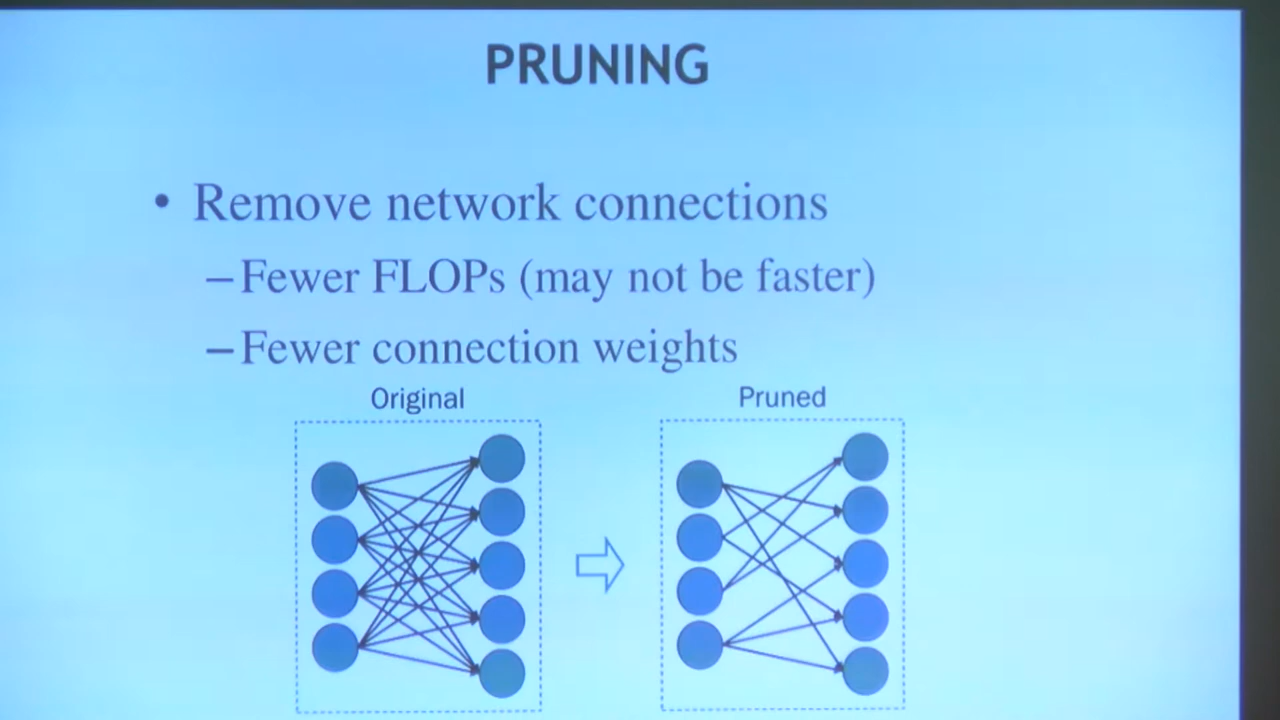 PRUNING
• Remove network connections
–Fewer FLOPs (may not be faster)
–Fewer connection weights
Original
Pruned